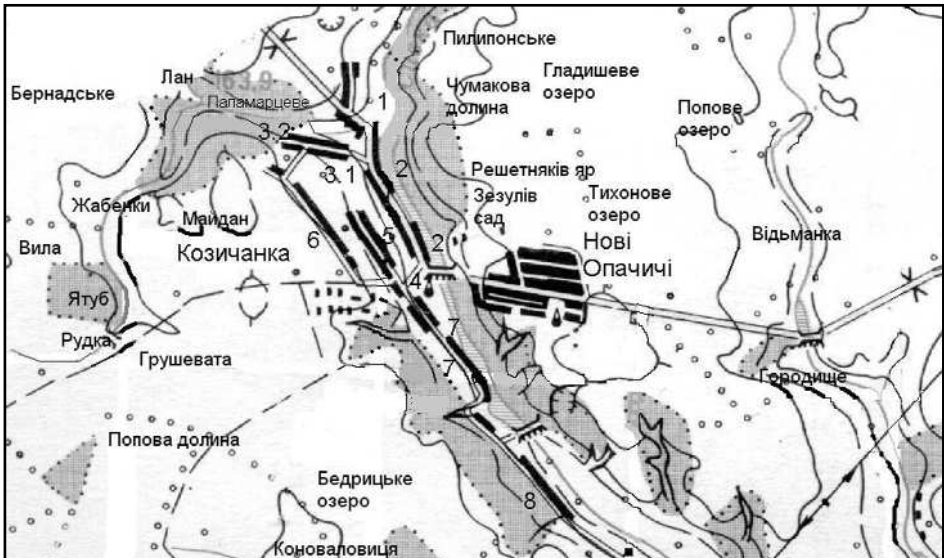 Пилипонське
Лан
163,9
Гладишеве
озеро
Бернадське
Паламарцеве
Чумакова
долина
1
Попове
озеро
3.2
3.1
2
Решетняків яр
Зезулів
сад
Тихонове
озеро
Жабенки
Майдан
Вила
Козичанка
6
5
2
Нові
Опачичі
Відьманка
4
Ятуб
Рудка
Грушевата
7
7
Городище
Попова долина
Бедрицьке
озеро
8
Коноваловиця